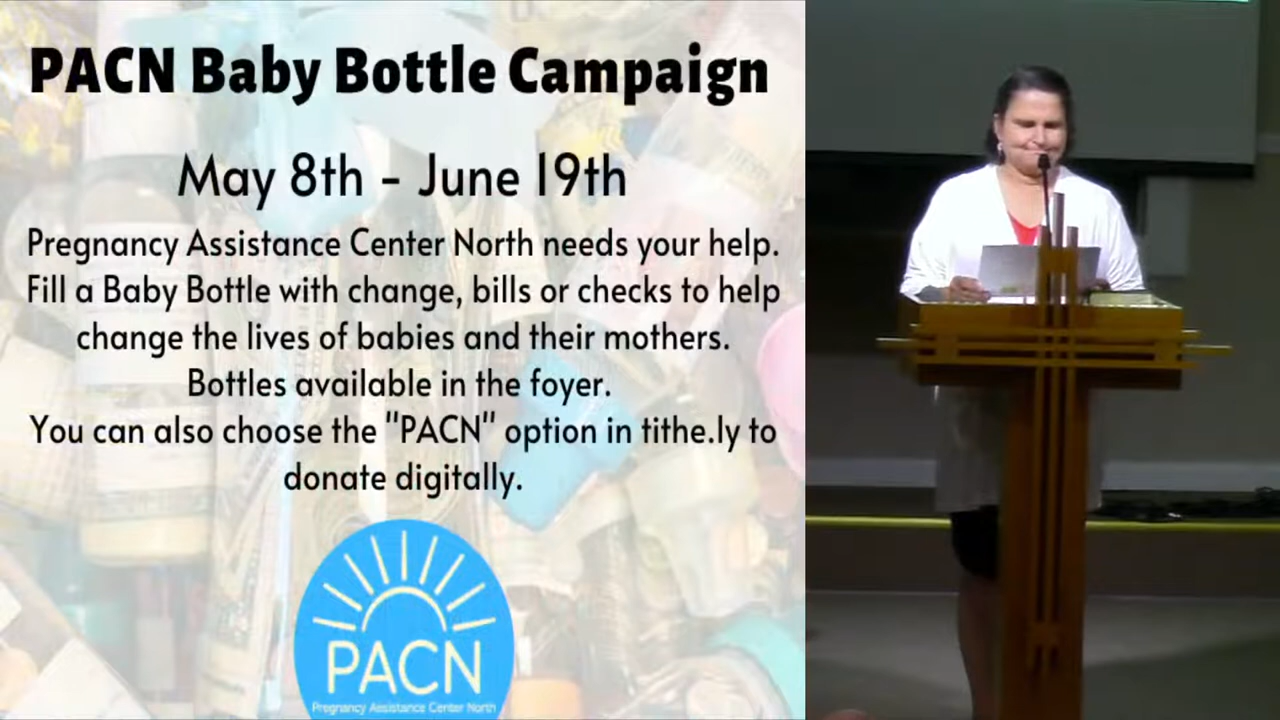 PACN Baby Bottle Campaign
May 8th - June 19th
Pregnancy Assistance Center North needs your help.
Fill a Baby Bottle with change, bills or checks to help
change the lives of babies and their mothers.
Bottles available in the foyer.
You can also choose the "PACN" option in tithe.ly to
donate digitally.
PACN
Pregnancy Assistance Center North